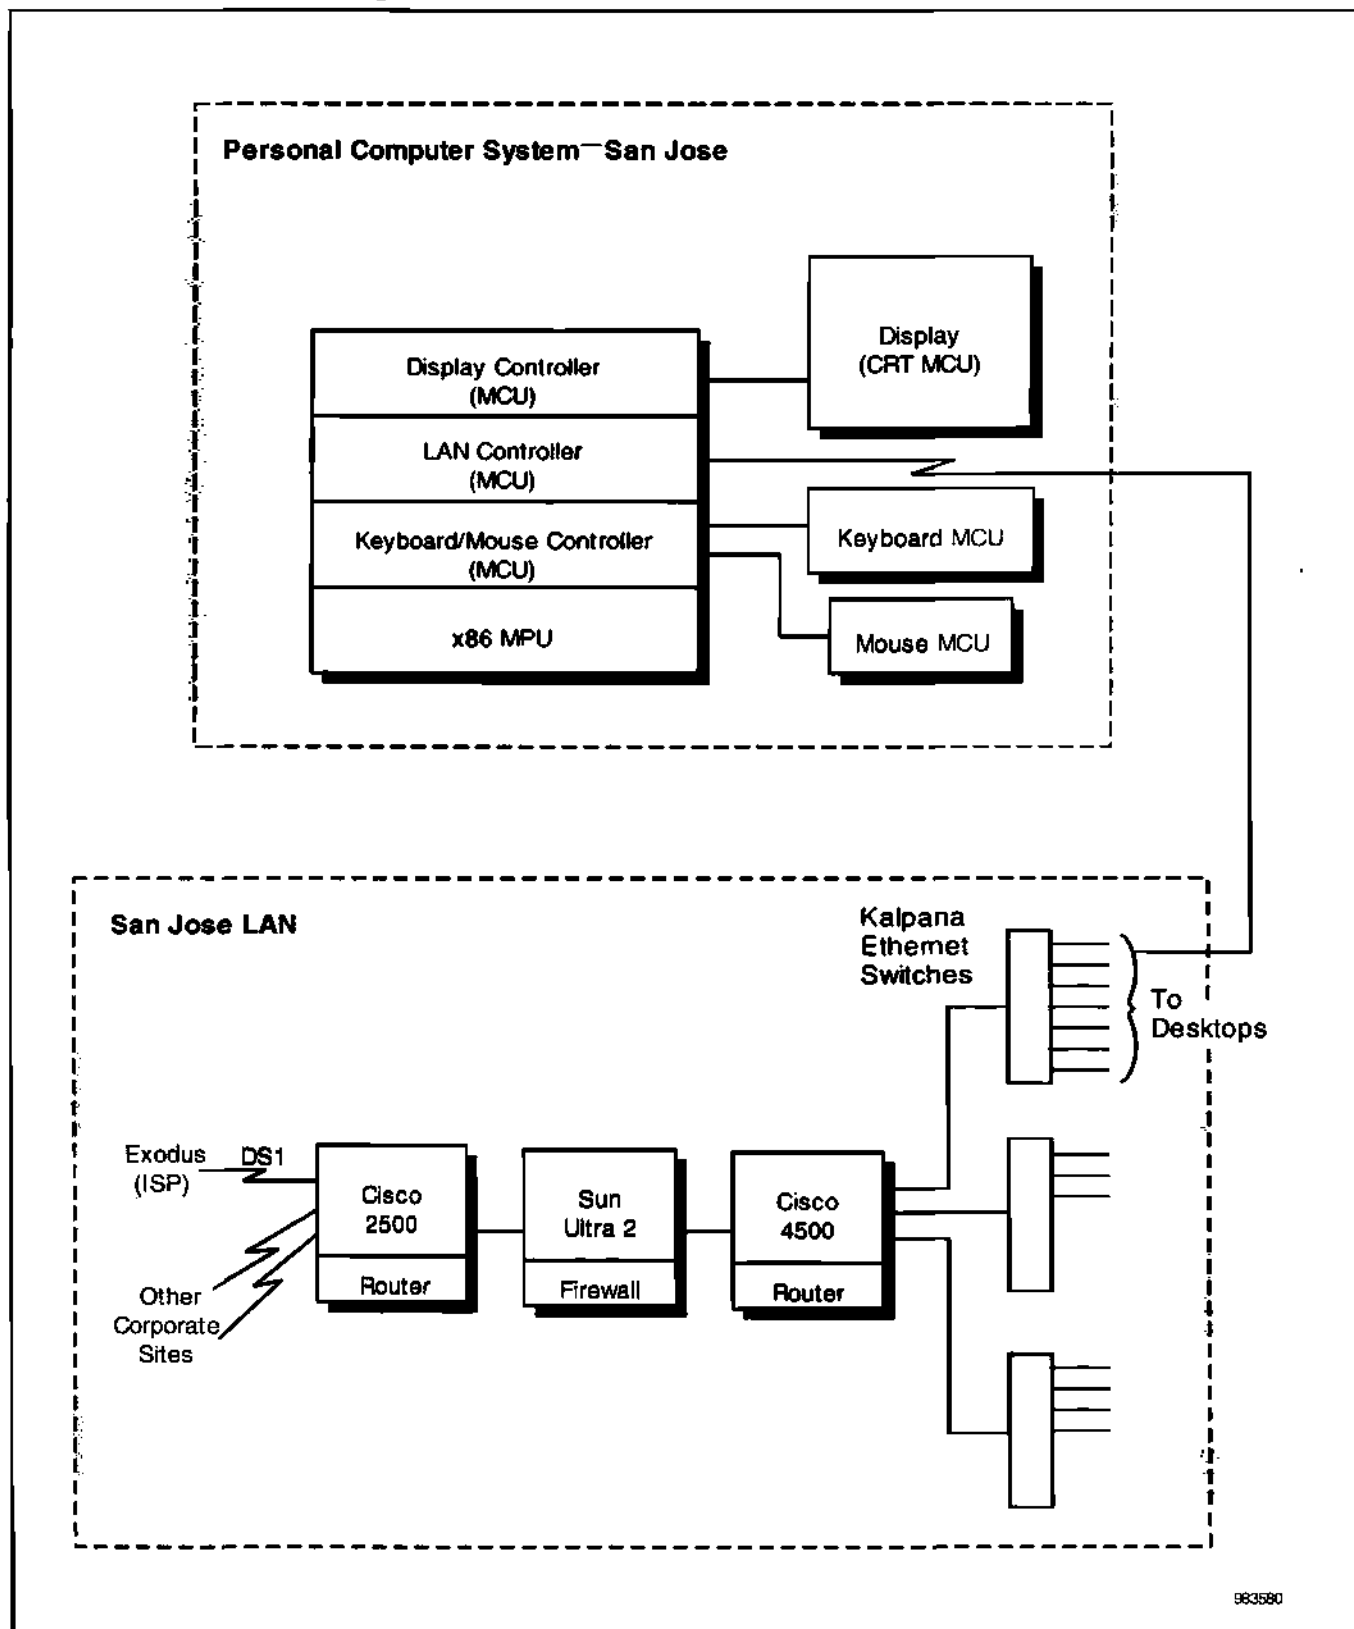 Personal Computer System—San Jose
Display Controller
(MCU)
LAN Controller
(MCU)
Keyboard/Mouse Controller
(MCU)
x86 MPU
Display
(CRT MCU)
Keyboard MCU
Mouse MCU
San Jose LAN
Kalpana
Ethernet
Switches
To
Desktops
Exodus
(ISP)
DS1
Other
Corporate
Sites
Cisco
2500
Router
Sun
Ultra 2
Firewall
Cisco
4500
Router
983580